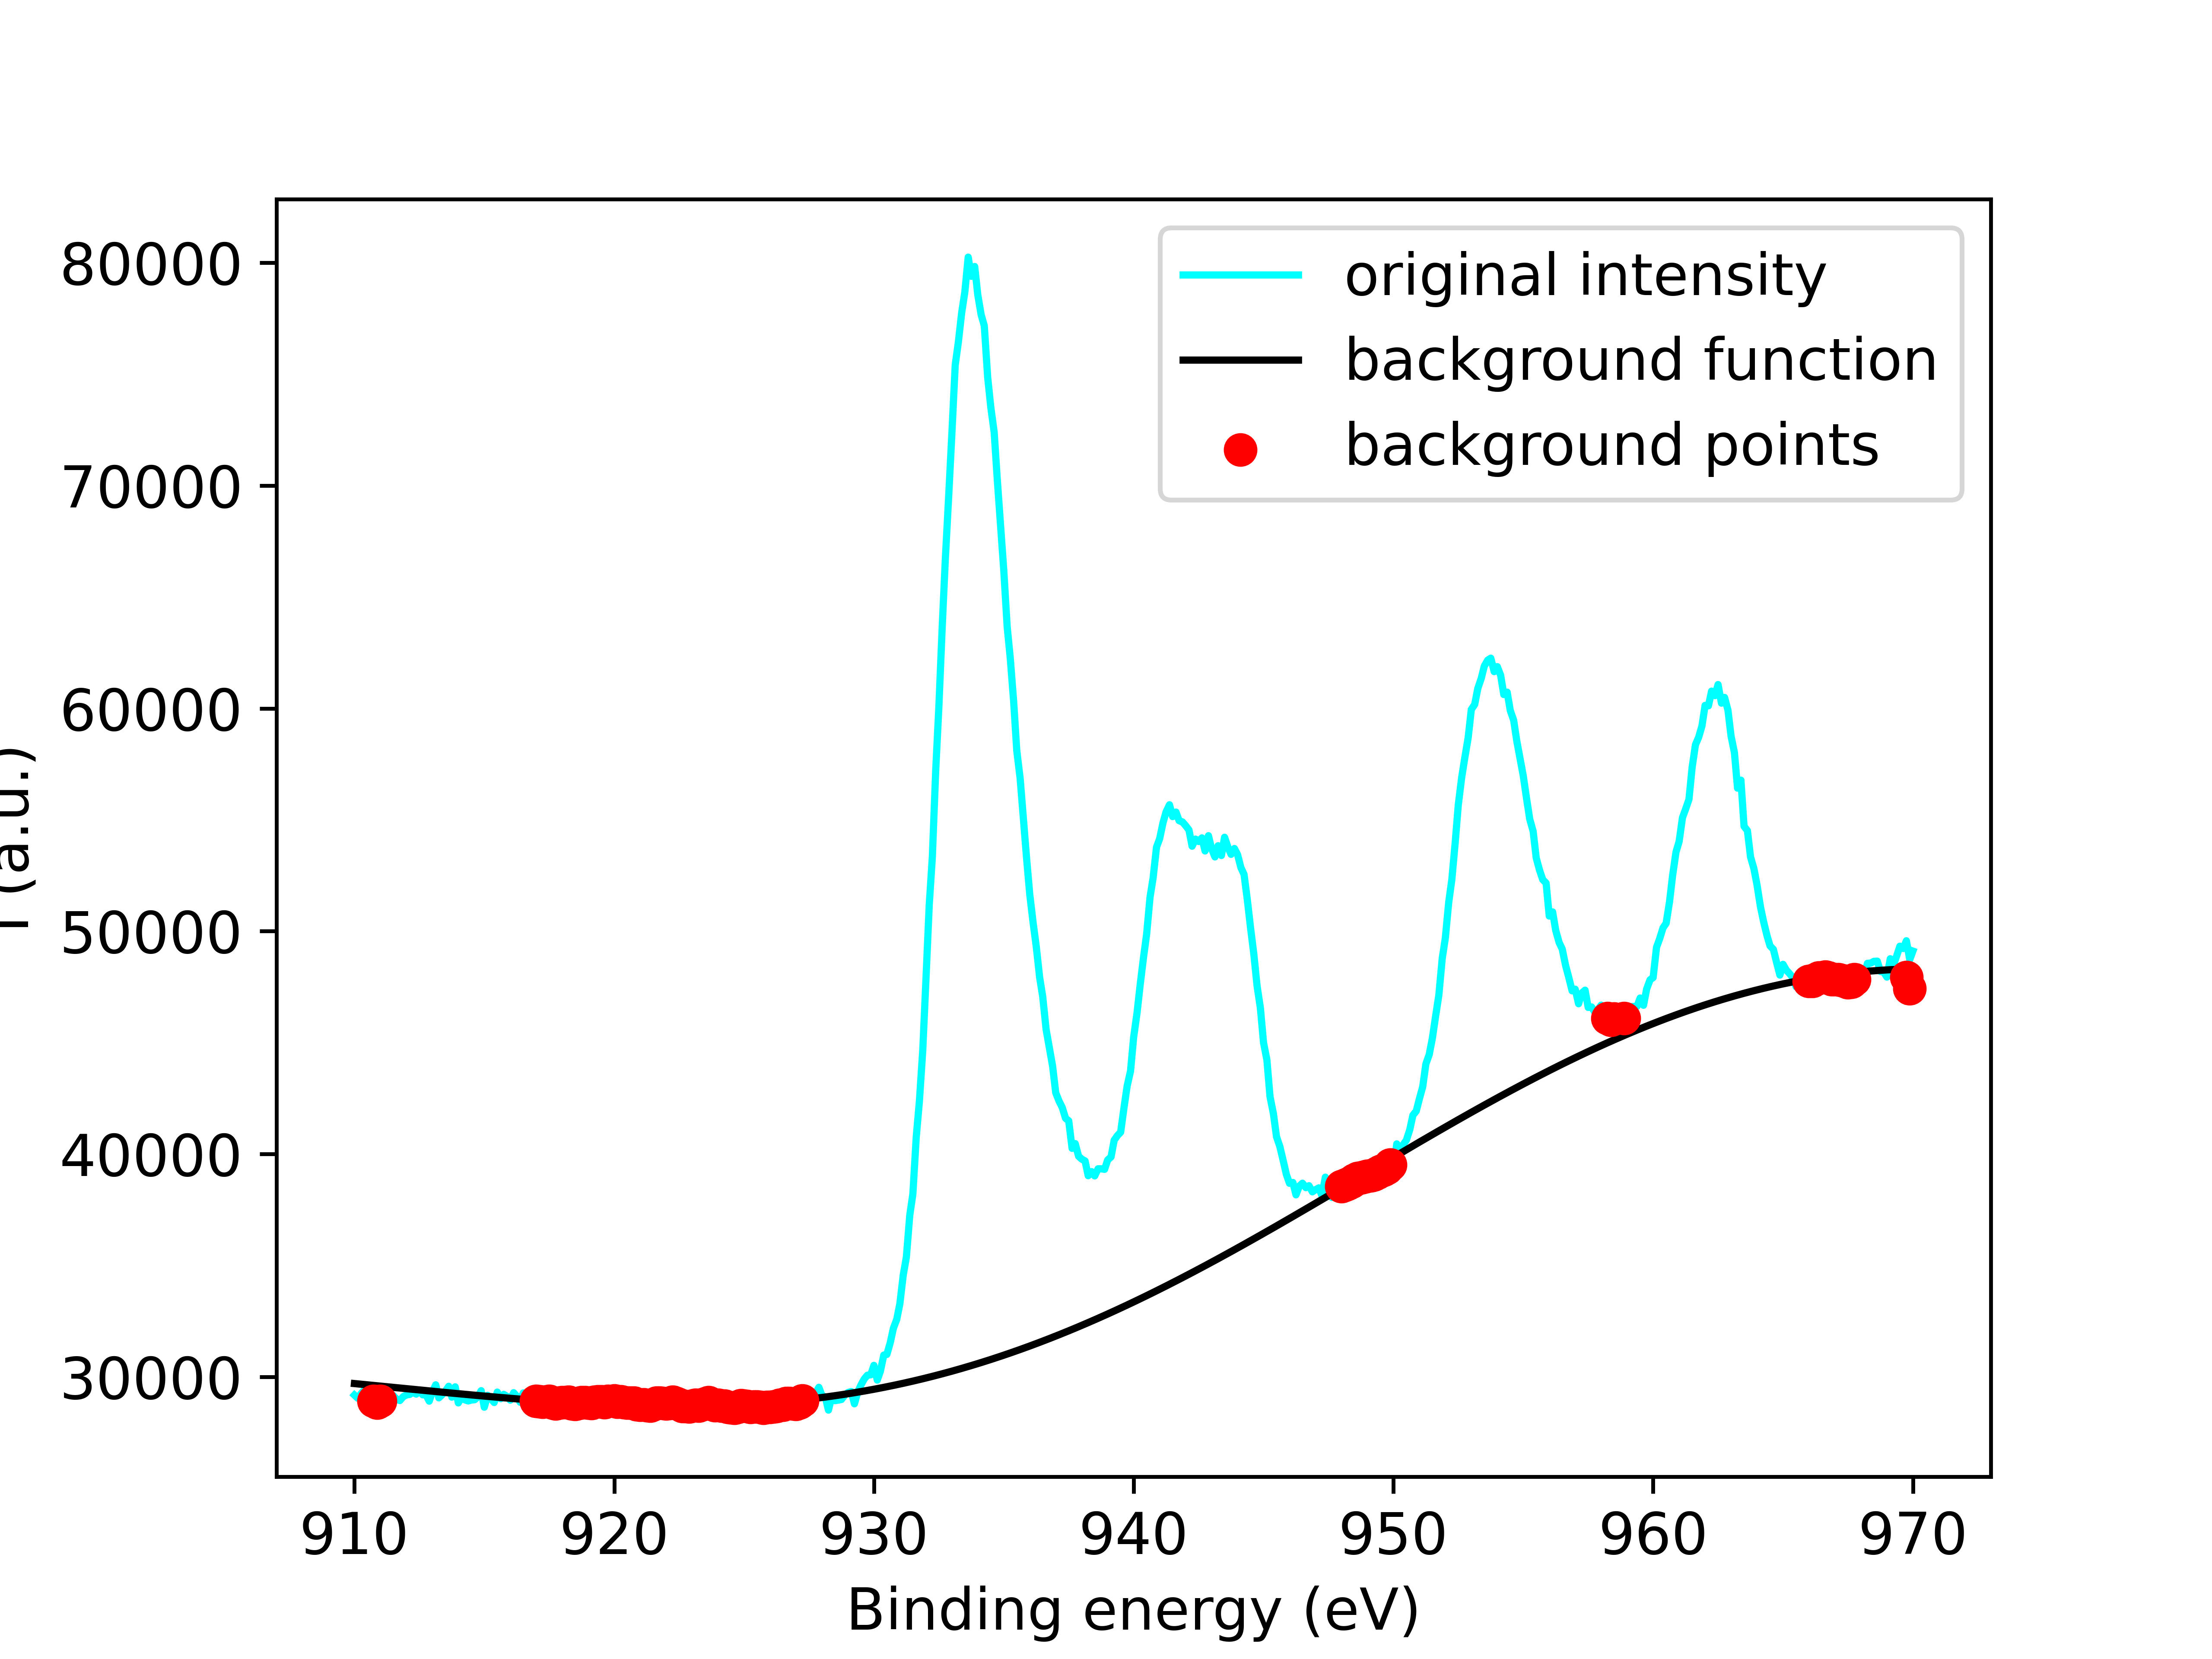 80000
70000
60000
50000
40000
30000
I (a.u.)
original intensity
background function
background points
910 920 930 940 950 960 970
Binding energy (eV)